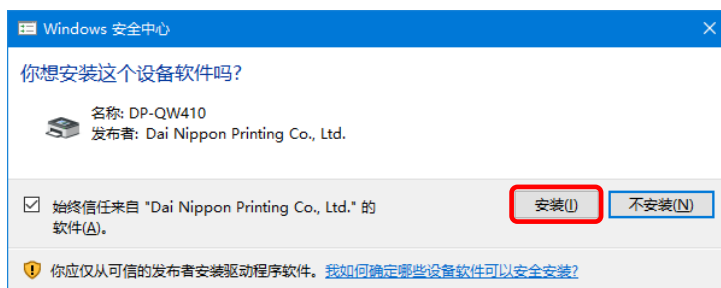 Windows 安全中心
你想安装这个设备软件吗?
名称: DP-QW410
发布者: Dai Nippon Printing Co., Ltd.
始终信任来自 "Dai Nippon Printing Co., Ltd." 的
软件(A)。
安装(I)
不安装(N)
你应仅从可信的发布者安装驱动程序软件。我如何确定哪些设备软件可以安全安装?